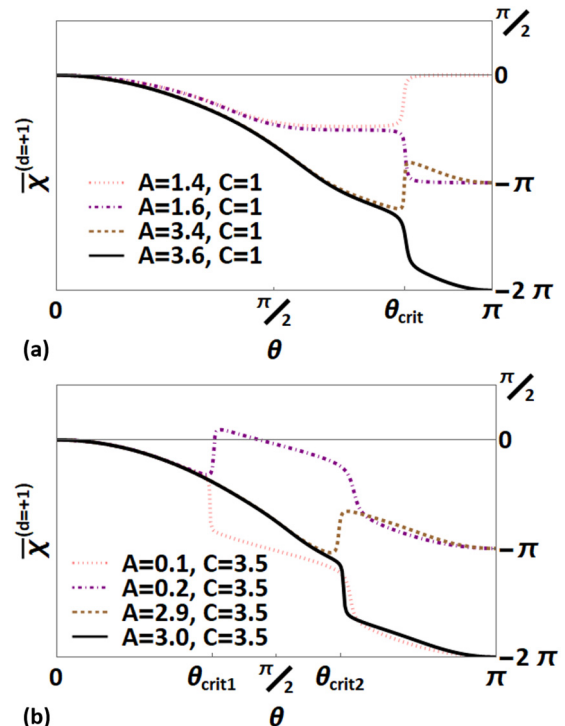 π/2
0
−π
−2 π
χ̅(d=+1)
A=1.4, C=1
A=1.6, C=1
A=3.4, C=1
A=3.6, C=1
0
π/2
θcrit
π
θ
(a)
π/2
0
−π
−2 π
χ̅(d=+1)
A=0.1, C=3.5
A=0.2, C=3.5
A=2.9, C=3.5
A=3.0, C=3.5
0
θcrit1
π/2
θcrit2
π
θ
(b)